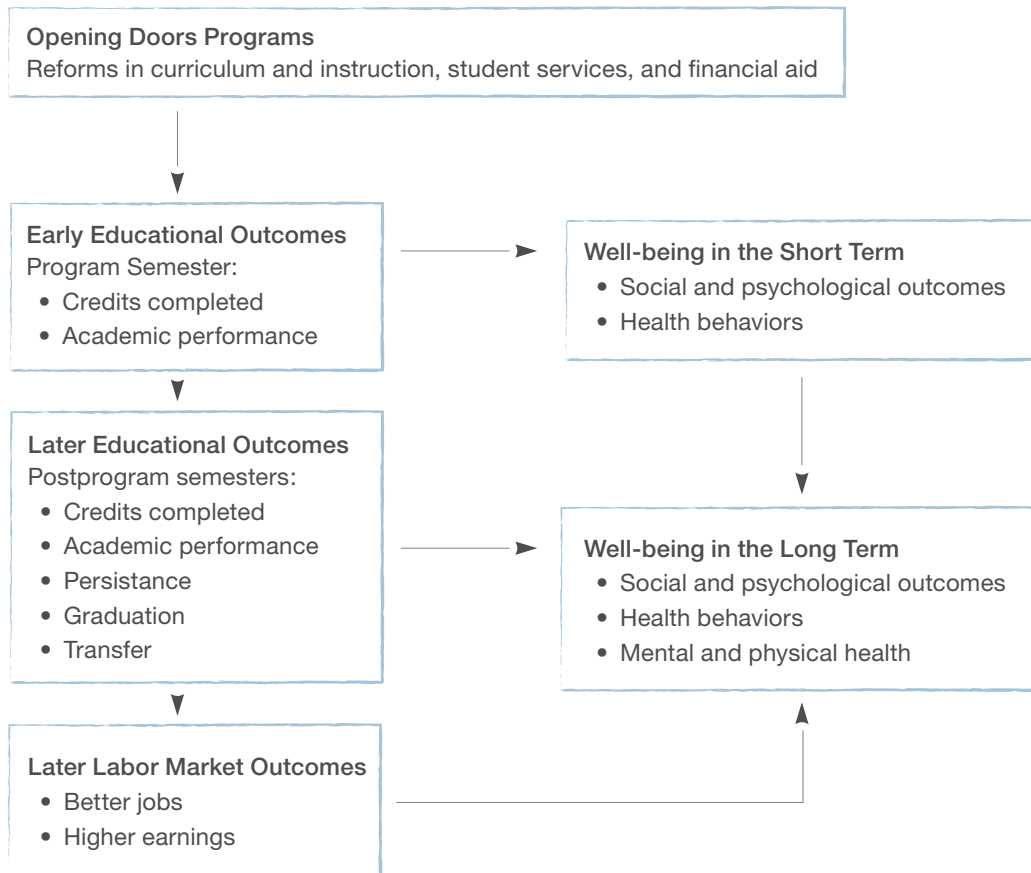 Opening Doors Programs
Reforms in curriculum and instruction, student services, and financial aid
Early Educational Outcomes
Program Semester:
• Credits completed
• Academic performance
Well-being in the Short Term
• Social and psychological outcomes
• Health behaviors
Later Educational Outcomes
Postprogram semesters:
• Credits completed
• Academic performance
• Persistance
• Graduation
• Transfer
Well-being in the Long Term
• Social and psychological outcomes
• Health behaviors
• Mental and physical health
Later Labor Market Outcomes
• Better jobs
• Higher earnings